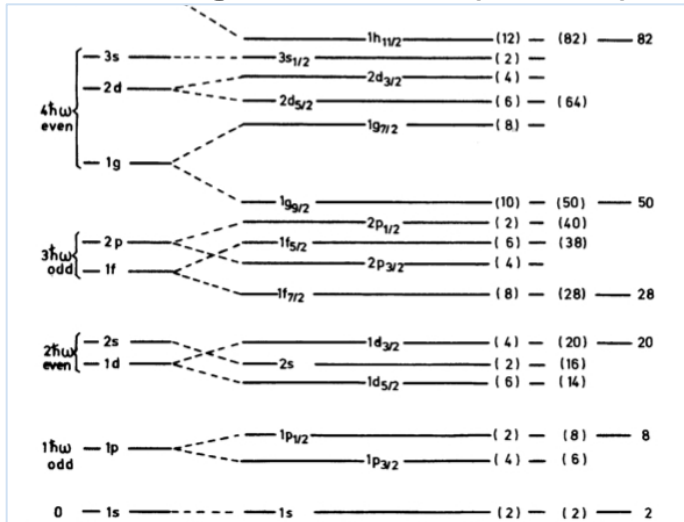 1h11/2 (12) (82) 82
3s 3s1/2 (2)
2d3/2 (4)
2d 2d5/2 (6) (64)
4ħω
even
1g7/2 (8)
1g
1g9/2 (10) (50) 50
2p1/2 (2) (40)
3ħω 2p 1f5/2 (6) (38)
odd 1f 2p3/2 (4)
1f7/2 (8) (28) 28
2s 1d3/2 (4) (20) 20
2ħω
even 1d 2s (2) (16)
1d5/2 (6) (14)
1p1/2 (2) (8) 8
1ħω 1p
odd 1p3/2 (4) (6)
0 1s 1s (2) (2) 2